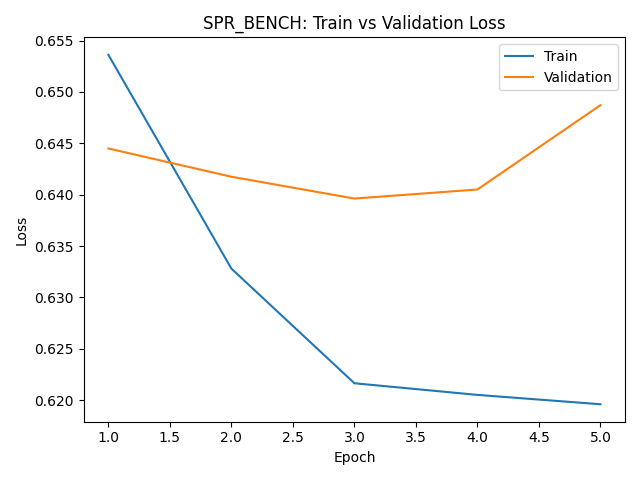 SPR_BENCH: Train vs Validation Loss
Train
Validation
0.655
0.650
0.645
0.640
0.635
0.630
0.625
0.620
Loss
1.0 1.5 2.0 2.5 3.0 3.5 4.0 4.5 5.0
Epoch